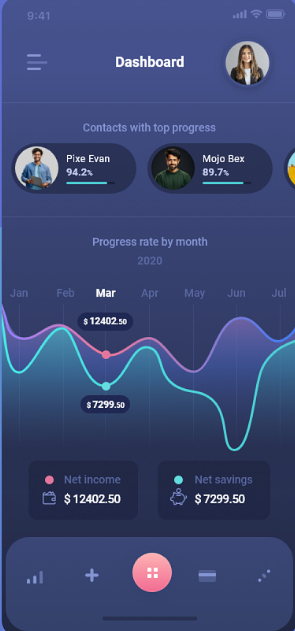 9:41
Dashboard
Contacts with top progress
Pixe Evan
94.2%
Mojo Bex
89.7%
Progress rate by month
2020
Jan Feb Mar Apr May Jun Jul
$ 12402.50
$ 7299.50
Net income
$ 12402.50
Net savings
$ 7299.50